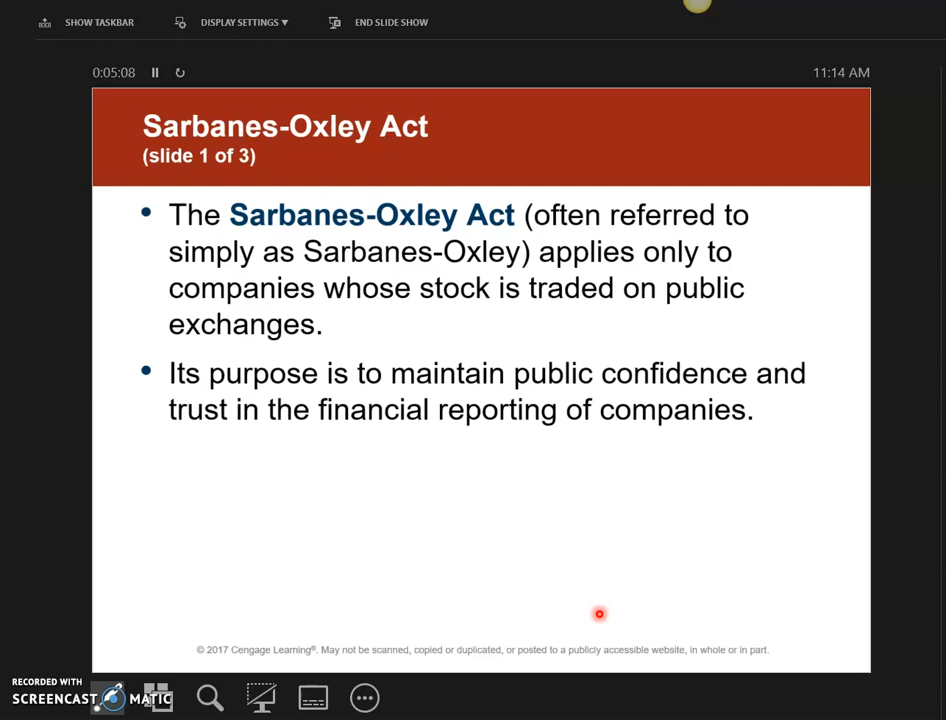 SHOW TASKBAR DISPLAY SETTINGS ▼ END SLIDE SHOW
0:05:08 11:14 AM
Sarbanes-Oxley Act
(slide 1 of 3)
• The Sarbanes-Oxley Act (often referred to
simply as Sarbanes-Oxley) applies only to
companies whose stock is traded on public
exchanges.
• Its purpose is to maintain public confidence and
trust in the financial reporting of companies.
© 2017 Cengage Learning®. May not be scanned, copied or duplicated, or posted to a publicly accessible website, in whole or in part.
RECORDED WITH
SCREENCAST MATIC